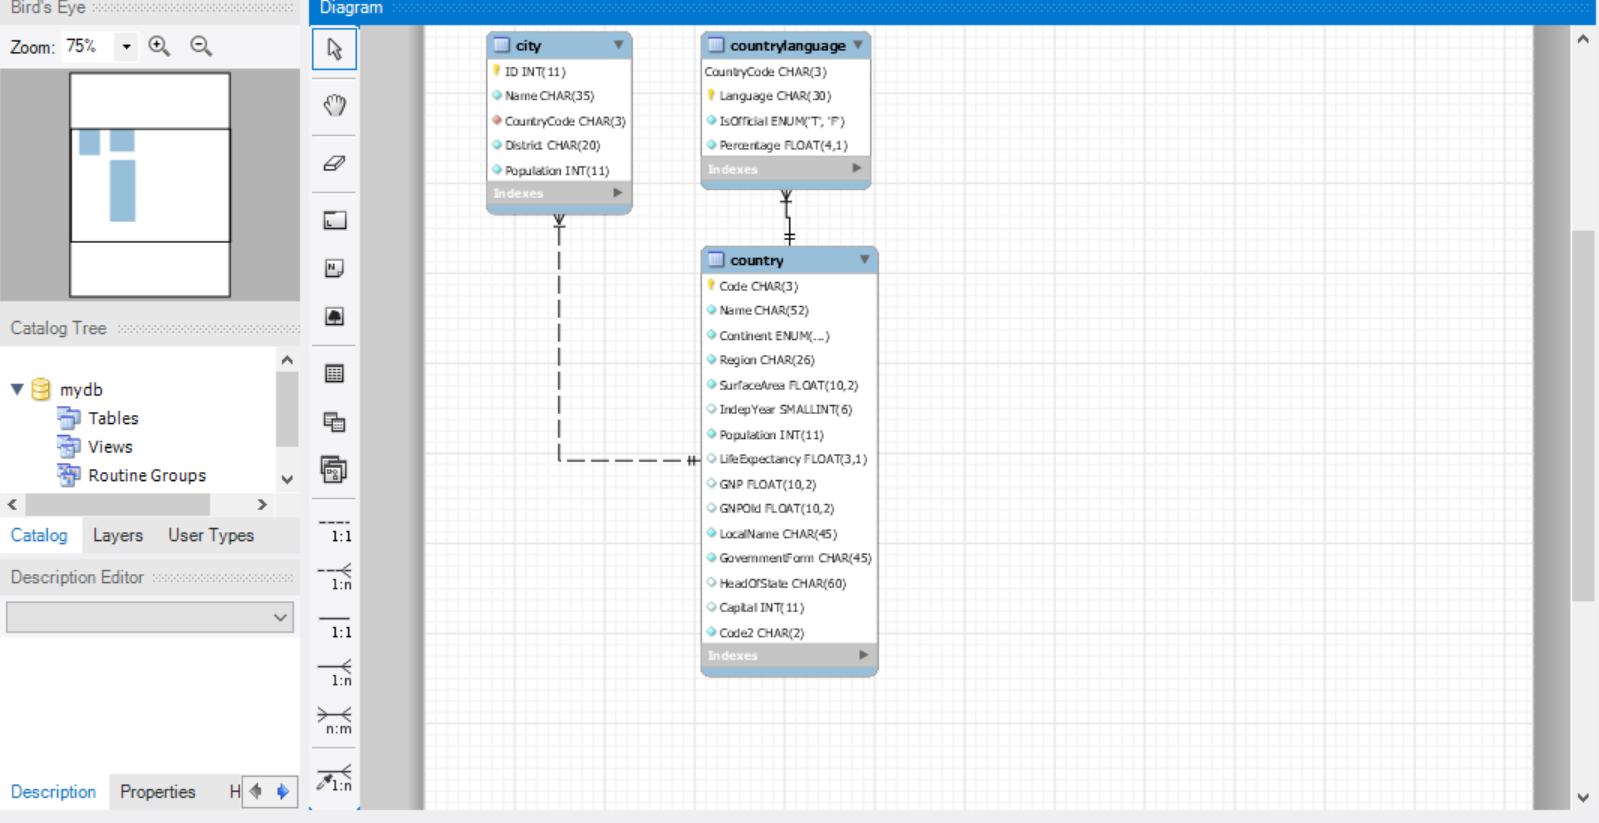 Bird's Eye
Zoom: 75%
Catalog Tree
mydb
Tables
Views
Routine Groups
Catalog Layers User Types
Description Editor
Description Properties H
Diagram
1:1
1:n
1:1
1:n
n:m
1:n
city
ID INT(11)
Name CHAR(35)
CountryCode CHAR(3)
District CHAR(20)
Population INT(11)
Indexes
countrylanguage
CountryCode CHAR(3)
Language CHAR(30)
IsOfficial ENUM('T', 'F')
Percentage FLOAT(4,1)
Indexes
country
Code CHAR(3)
Name CHAR(52)
Continent ENUM(...)
Region CHAR(26)
SurfaceArea FLOAT(10,2)
IndepYear SMALLINT(6)
Population INT(11)
LifeExpectancy FLOAT(3,1)
GNP FLOAT(10,2)
GNPOld FLOAT(10,2)
LocalName CHAR(45)
GovernmentForm CHAR(45)
HeadOfState CHAR(60)
Capital INT(11)
Code2 CHAR(2)
Indexes